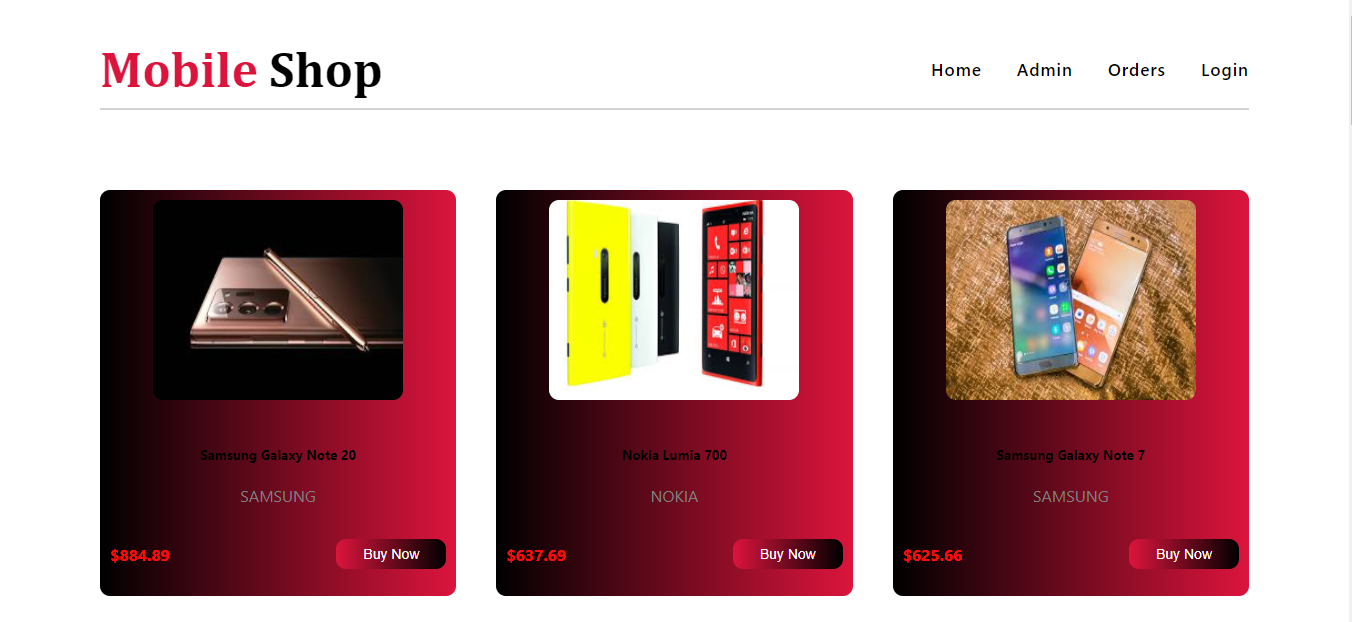 Mobile Shop
Home Admin Orders Login
Samsung Galaxy Note 20
SAMSUNG
$884.89 Buy Now
Nokia Lumia 700
NOKIA
$637.69 Buy Now
Samsung Galaxy Note 7
SAMSUNG
$625.66 Buy Now